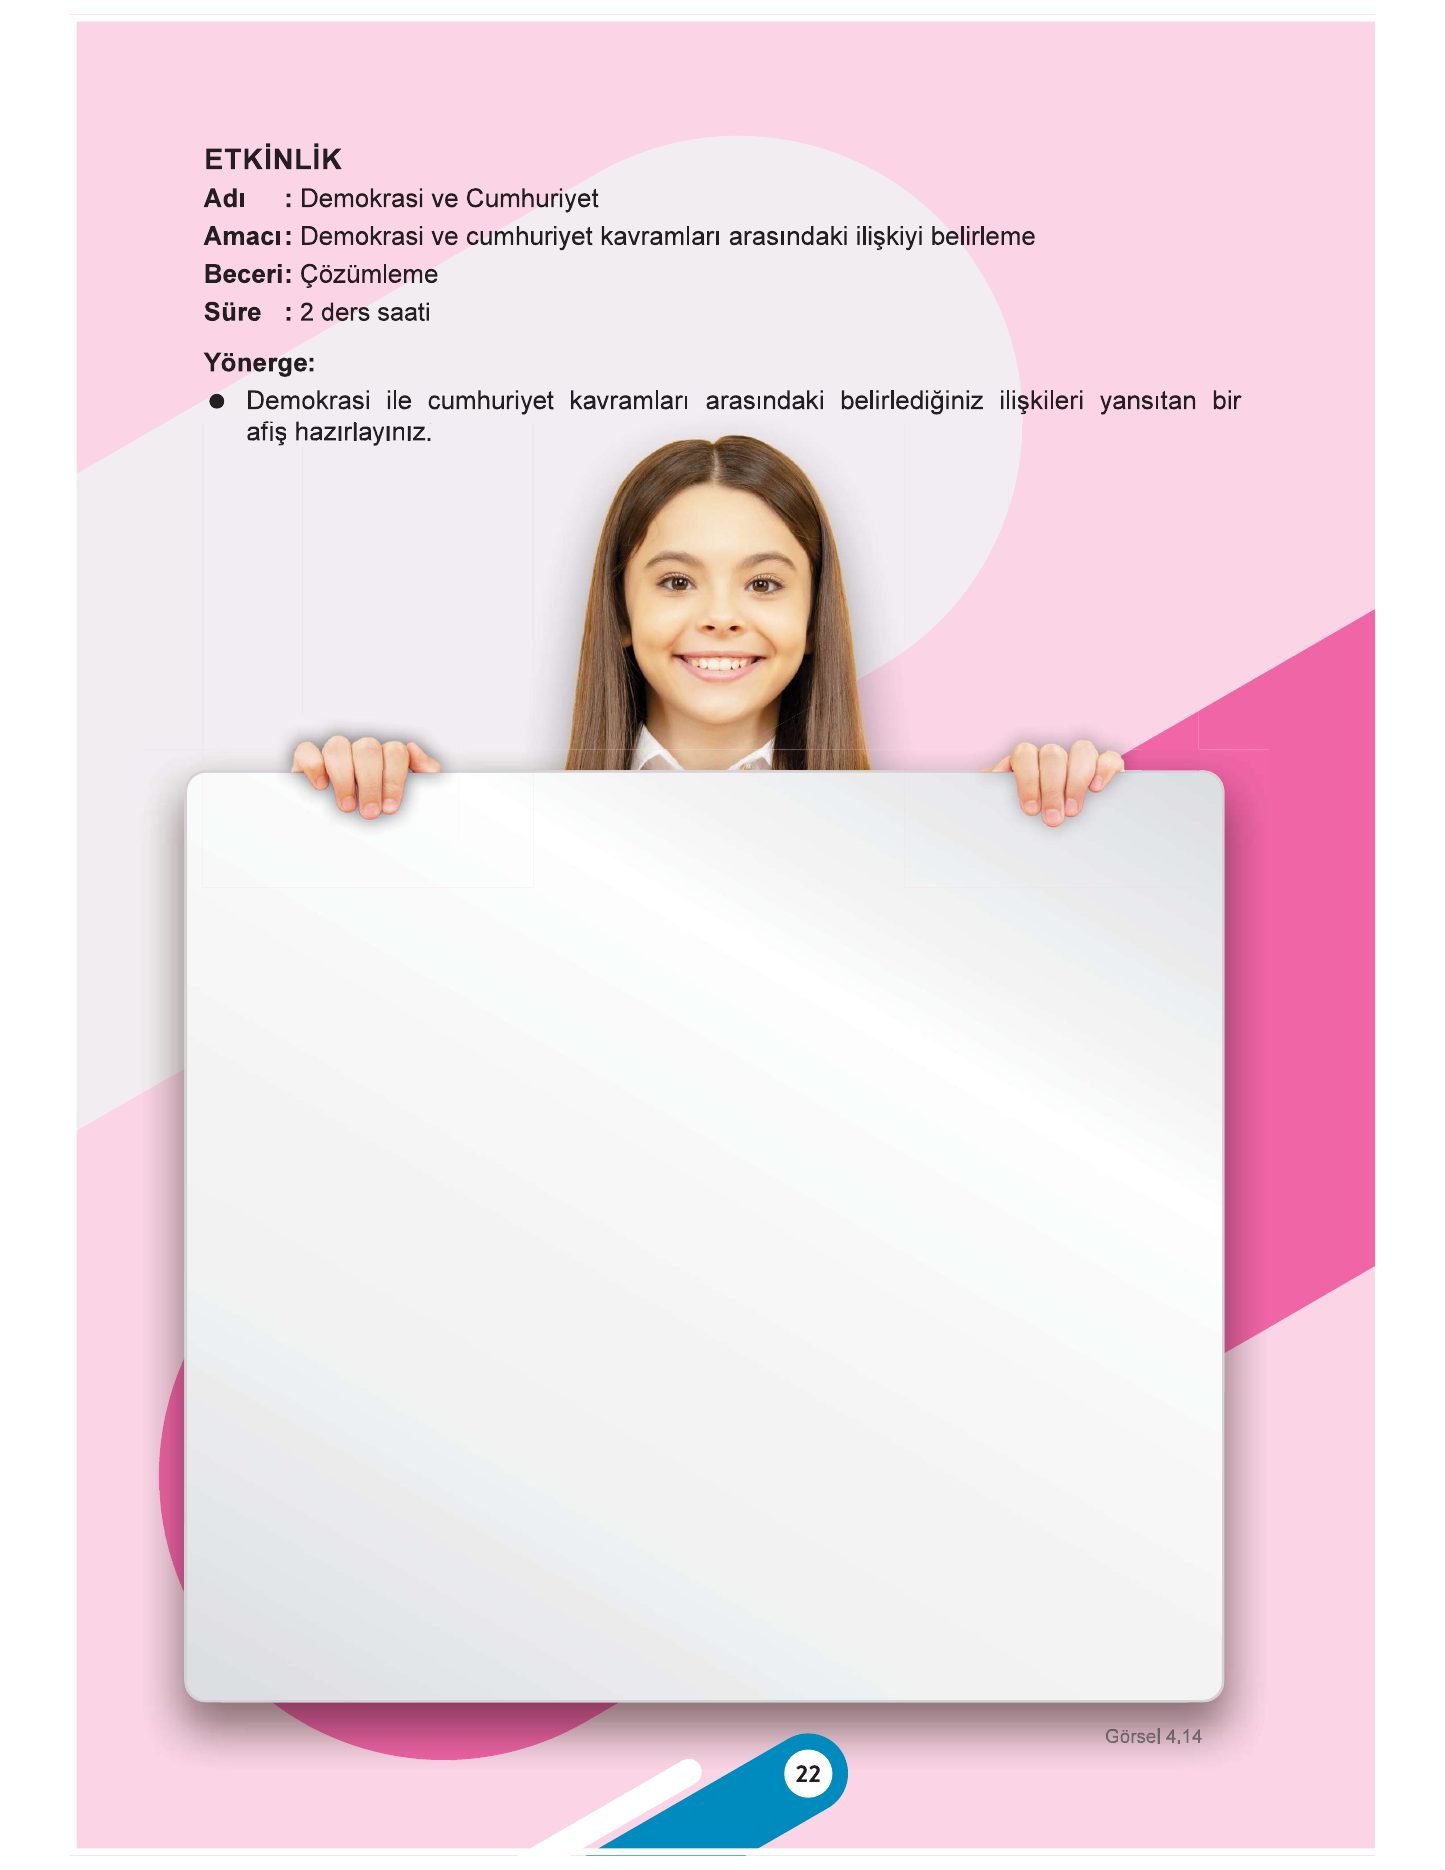 ETKİNLİK
Adı : Demokrasi ve Cumhuriyet
Amacı : Demokrasi ve cumhuriyet kavramları arasındaki ilişkiyi belirleme
Beceri : Çözümleme
Süre : 2 ders saati
Yönerge:
● Demokrasi ile cumhuriyet kavramları arasındaki belirlediğiniz ilişkileri yansıtan bir
afiş hazırlayınız.
Görsel 4.14
22